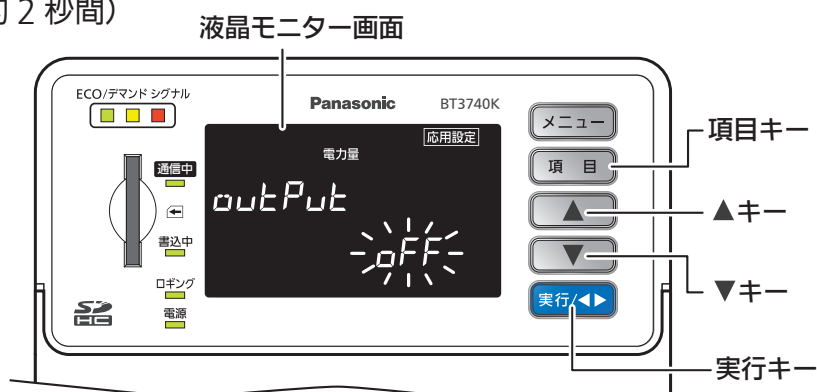 約2秒間）
液晶モニター画面
ECO/デマンド シグナル
Panasonic
BT3740K
応用設定
電力量
outPut
oFF
通信中
書込中
ロギング
電源
SD HC
メニュー
項 目
▲
▼
実行/◀▶
項目キー
▲キー
▼キー
実行キー